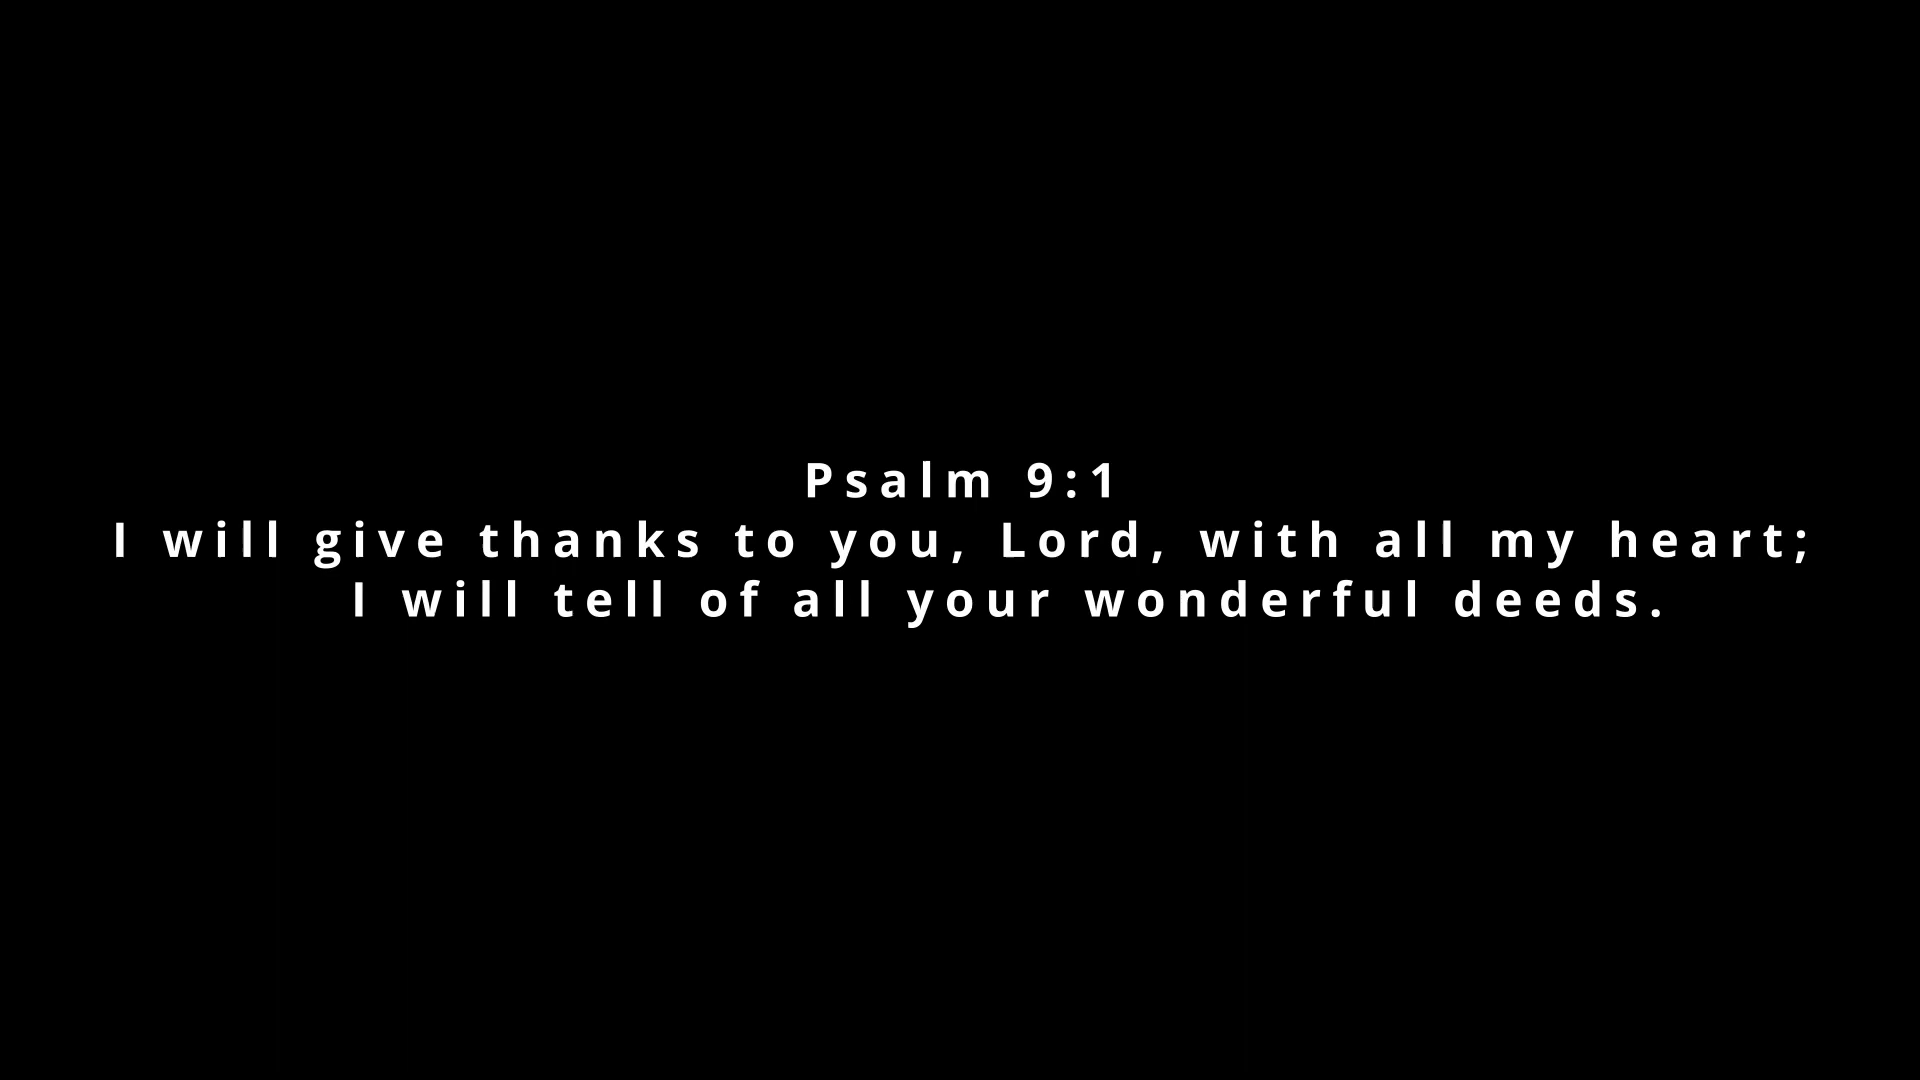 Psalm 9:1
I will give thanks to you, Lord, with all my heart;
I will tell of all your wonderful deeds.